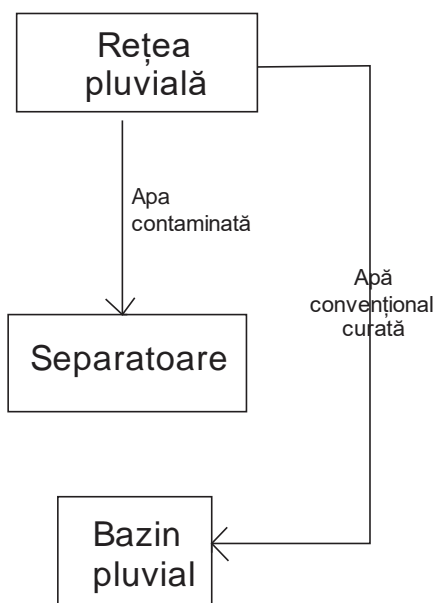 Rețea
pluvială
Apa
contaminată
Apă
convențional
curată
Separatoare
Bazin
pluvial